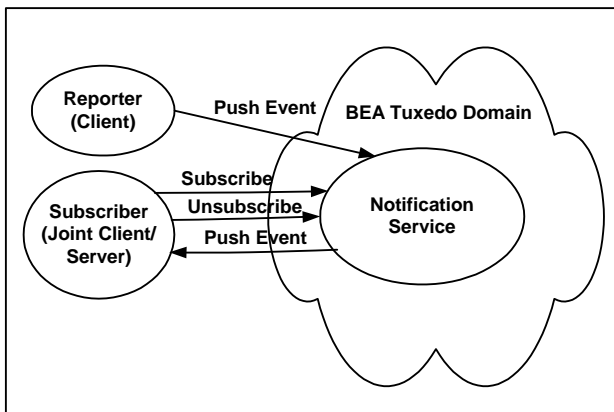 Reporter
(Client)
Push Event
BEA Tuxedo Domain
Subscribe
Unsubscribe
Push Event
Subscriber
(Joint Client/
Server)
Notification
Service